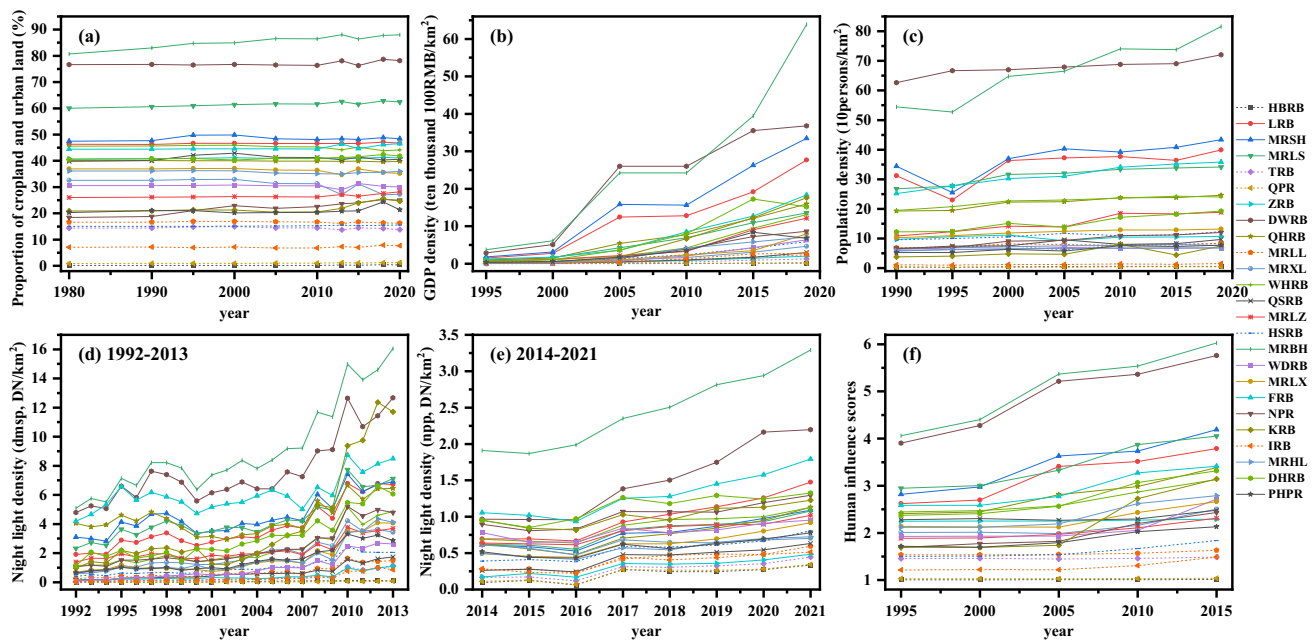 (a)
Proportion of cropland and urban land (%)
90
80
70
60
50
40
30
20
10
0
1980
1990
2000
2010
2020
year
(b)
GDP density (ten thousand 100RMB/km²)
60
50
40
30
20
10
0
1995
2000
2005
2010
2015
2020
year
(c)
Population density (10persons/km²)
80
70
60
50
40
30
20
10
0
1990
1995
2000
2005
2010
2015
2020
year
(d) 1992-2013
Night light density (dmsp, DN/km²)
16
14
12
10
8
6
4
2
0
1992
1995
1998
2001
2004
2007
2010
2013
year
(e) 2014-2021
Night light density (npp, DN/km²)
3.5
3.0
2.5
2.0
1.5
1.0
0.5
0.0
2014
2015
2016
2017
2018
2019
2020
2021
year
(f)
Human influence scores
6
5
4
3
2
1
1995
2000
2005
2010
2015
year
HBRB
LRB
MRSH
MRLS
TRB
QPR
ZRB
DWRB
QHRB
MRLL
MRXL
WHRB
QSRB
MRLZ
HSRB
MRBH
WDRB
MRLX
FRB
NPR
KRB
IRB
MRHL
DHRB
PHPR